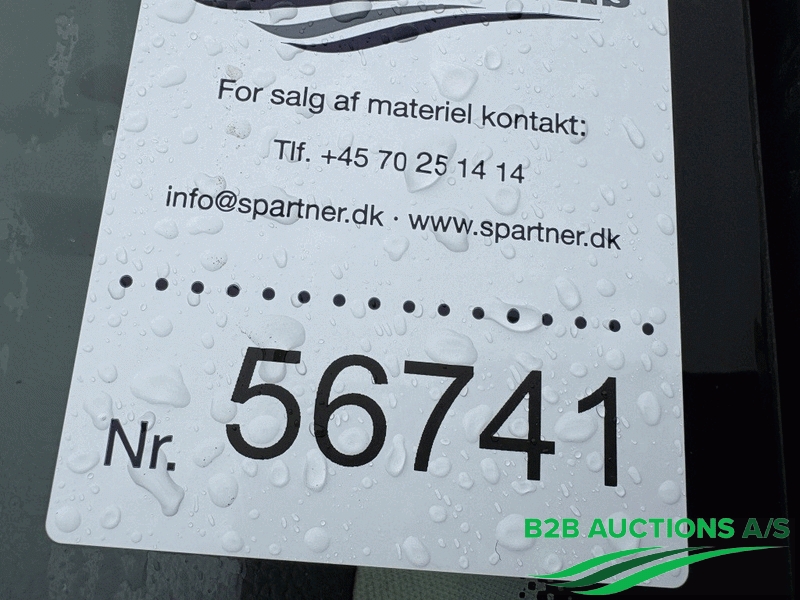 For salg af materiel kontakt:
Tlf. +45 70 25 14 14
info@spartner.dk · www.spartner.dk
Nr. 56741
B2B AUCTIONS A/S